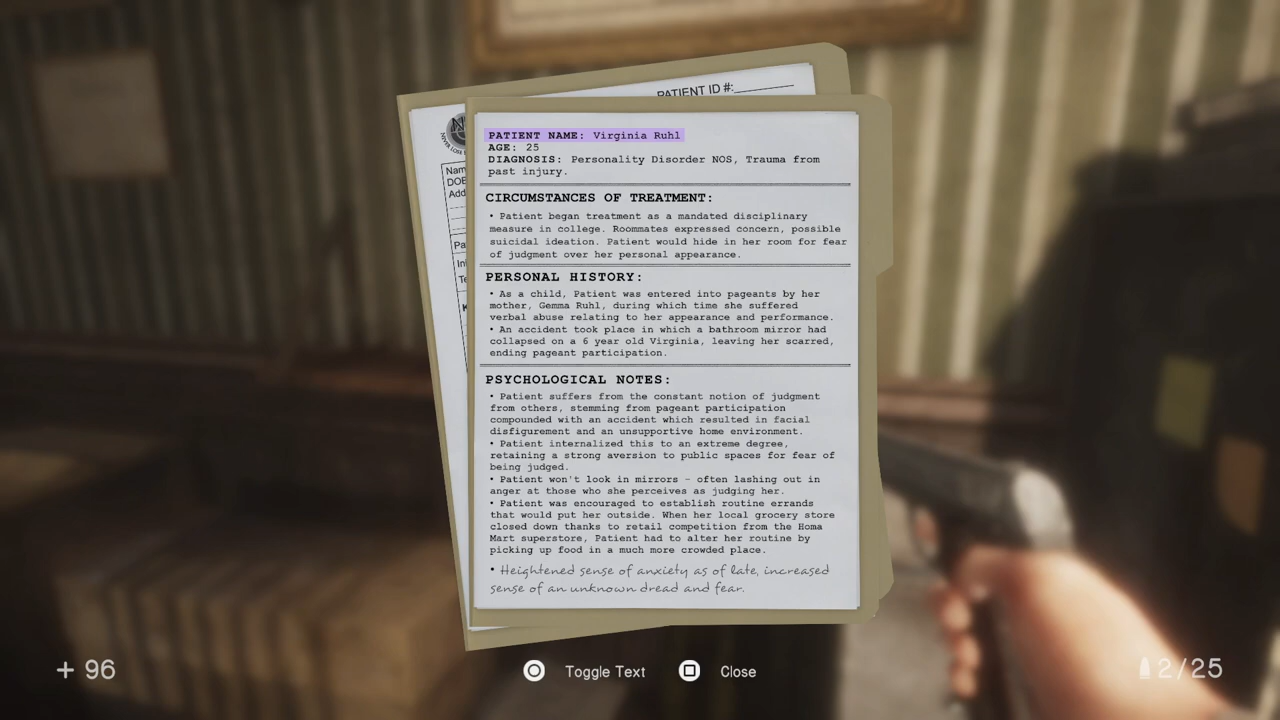 PATIENT ID #:
PATIENT NAME: Virginia Ruhl
AGE: 25
DIAGNOSIS: Personality Disorder NOS, Trauma from
past injury.
CIRCUMSTANCES OF TREATMENT:
• Patient began treatment as a mandated disciplinary
measure in college. Roommates expressed concern, possible
suicidal ideation. Patient would hide in her room for fear
of judgment over her personal appearance.
PERSONAL HISTORY:
• As a child, Patient was entered into pageants by her
mother, Gemma Ruhl, during which time she suffered
verbal abuse relating to her appearance and performance.
• An accident took place in which a bathroom mirror had
collapsed on a 6 year old Virginia, leaving her scarred,
ending pageant participation.
PSYCHOLOGICAL NOTES:
• Patient suffers from the constant notion of judgment
from others, stemming from pageant participation
compounded with an accident which resulted in facial
disfigurement and an unsupportive home environment.
• Patient internalized this to an extreme degree,
retaining a strong aversion to public spaces for fear of
being judged.
• Patient won't look in mirrors - often lashing out in
anger at those who she perceives as judging her.
• Patient was encouraged to establish routine errands
that would put her outside. When her local grocery store
closed down thanks to retail competition from the Homa
Mart superstore, Patient had to alter her routine by
picking up food in a much more crowded place.
• Heightened sense of anxiety as of late, increased
sense of an unknown dread and fear.
+ 96
Toggle Text
Close
2/25